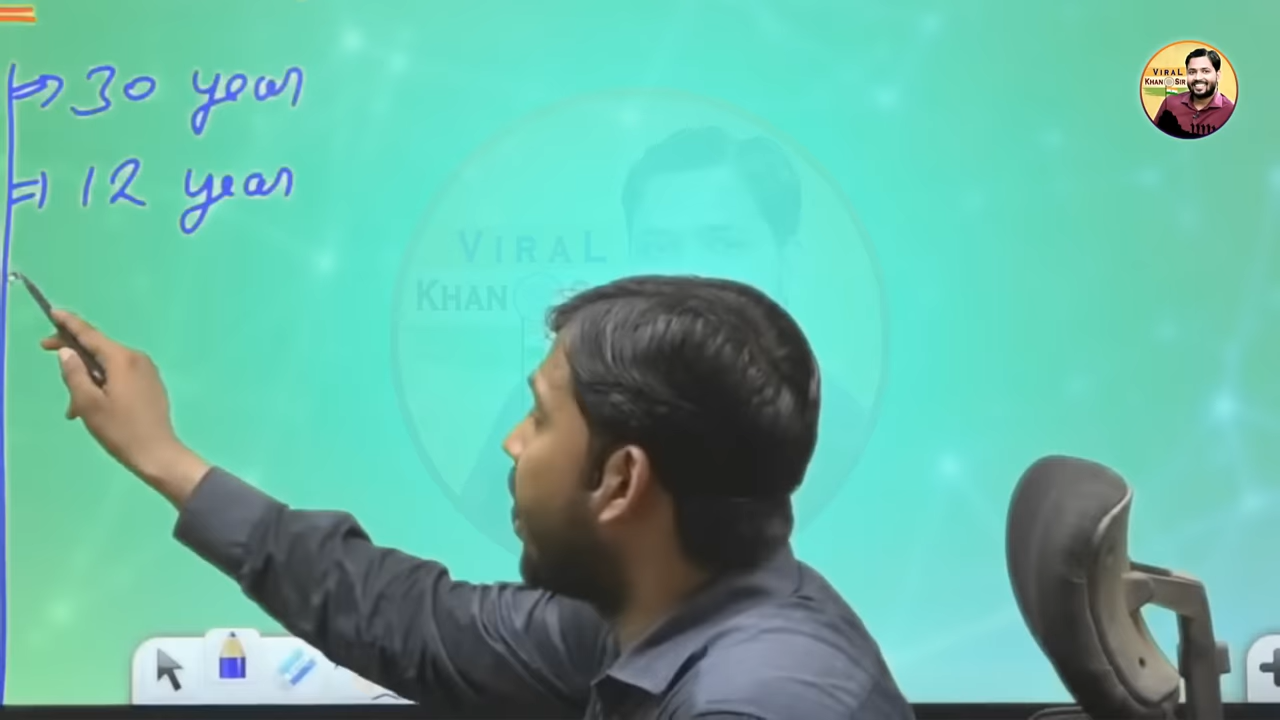 ⇒ 30 year
⇒ 12 year
VIRAL
KHAN SIR
VIRAL
KHAN S